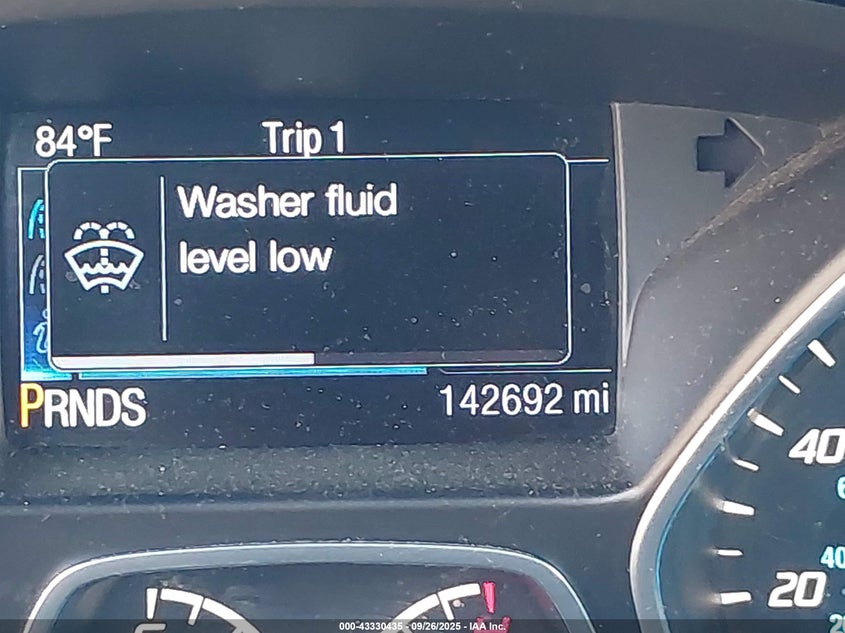 84°F Trip 1
Washer fluid
level low
PRNDS 142692 mi
40
40
20
000-43330435 - 09/26/2025 - IAA Inc.